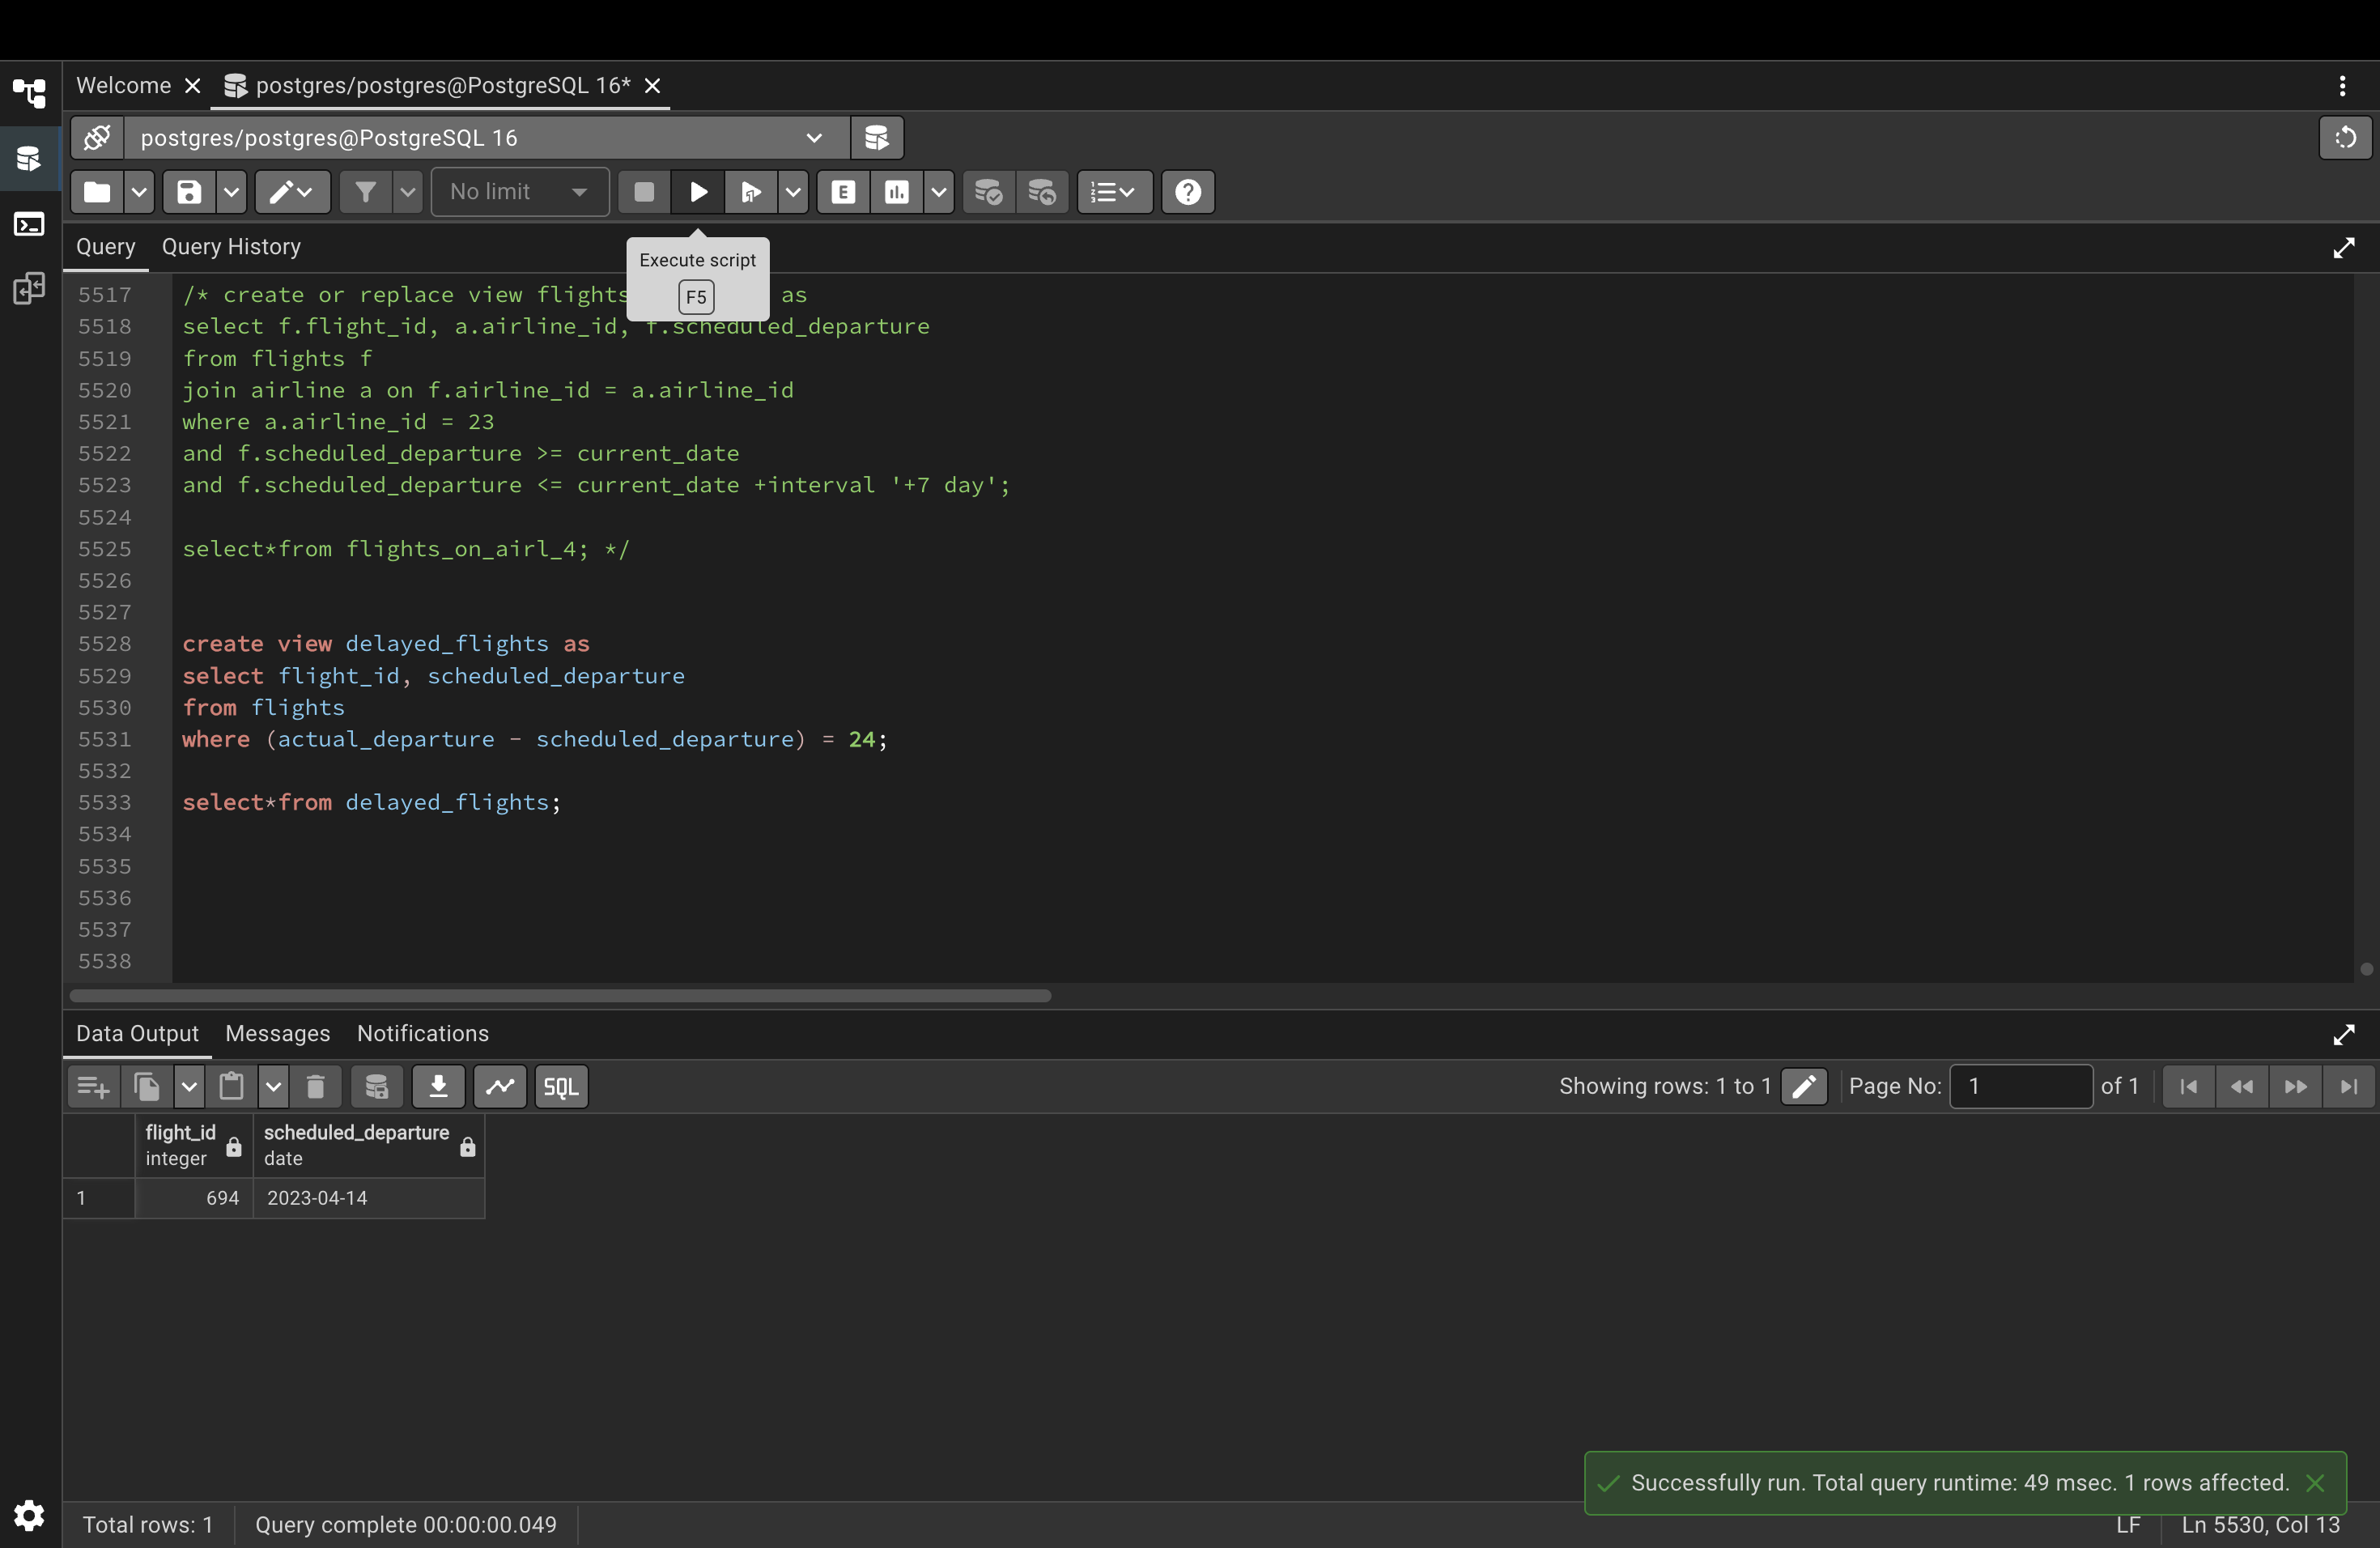 Welcome
postgres/postgres@PostgreSQL 16*
postgres/postgres@PostgreSQL 16
No limit
E
Query
Query History
Execute script
F5
5517 /* create or replace view flights as
5518 select f.flight_id, a.airline_id, f.scheduled_departure
5519 from flights f
5520 join airline a on f.airline_id = a.airline_id
5521 where a.airline_id = 23
5522 and f.scheduled_departure >= current_date
5523 and f.scheduled_departure <= current_date +interval '+7 day';
5524
5525 select*from flights_on_airl_4; */
5526
5527
5528 create view delayed_flights as
5529 select flight_id, scheduled_departure
5530 from flights
5531 where (actual_departure - scheduled_departure) = 24;
5532
5533 select*from delayed_flights;
5534
5535
5536
5537
5538
Data Output Messages Notifications
SQL
Showing rows: 1 to 1
Page No: 1 of 1
flight_id scheduled_departure
integer date
1 694 2023-04-14
Successfully run. Total query runtime: 49 msec. 1 rows affected.
Total rows: 1 Query complete 00:00:00.049
LF Ln 5530, Col 13